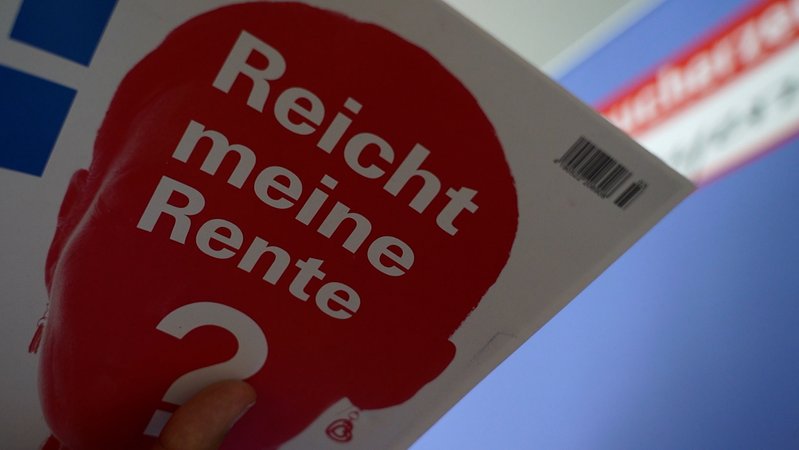 Reicht
meine
Rente
?